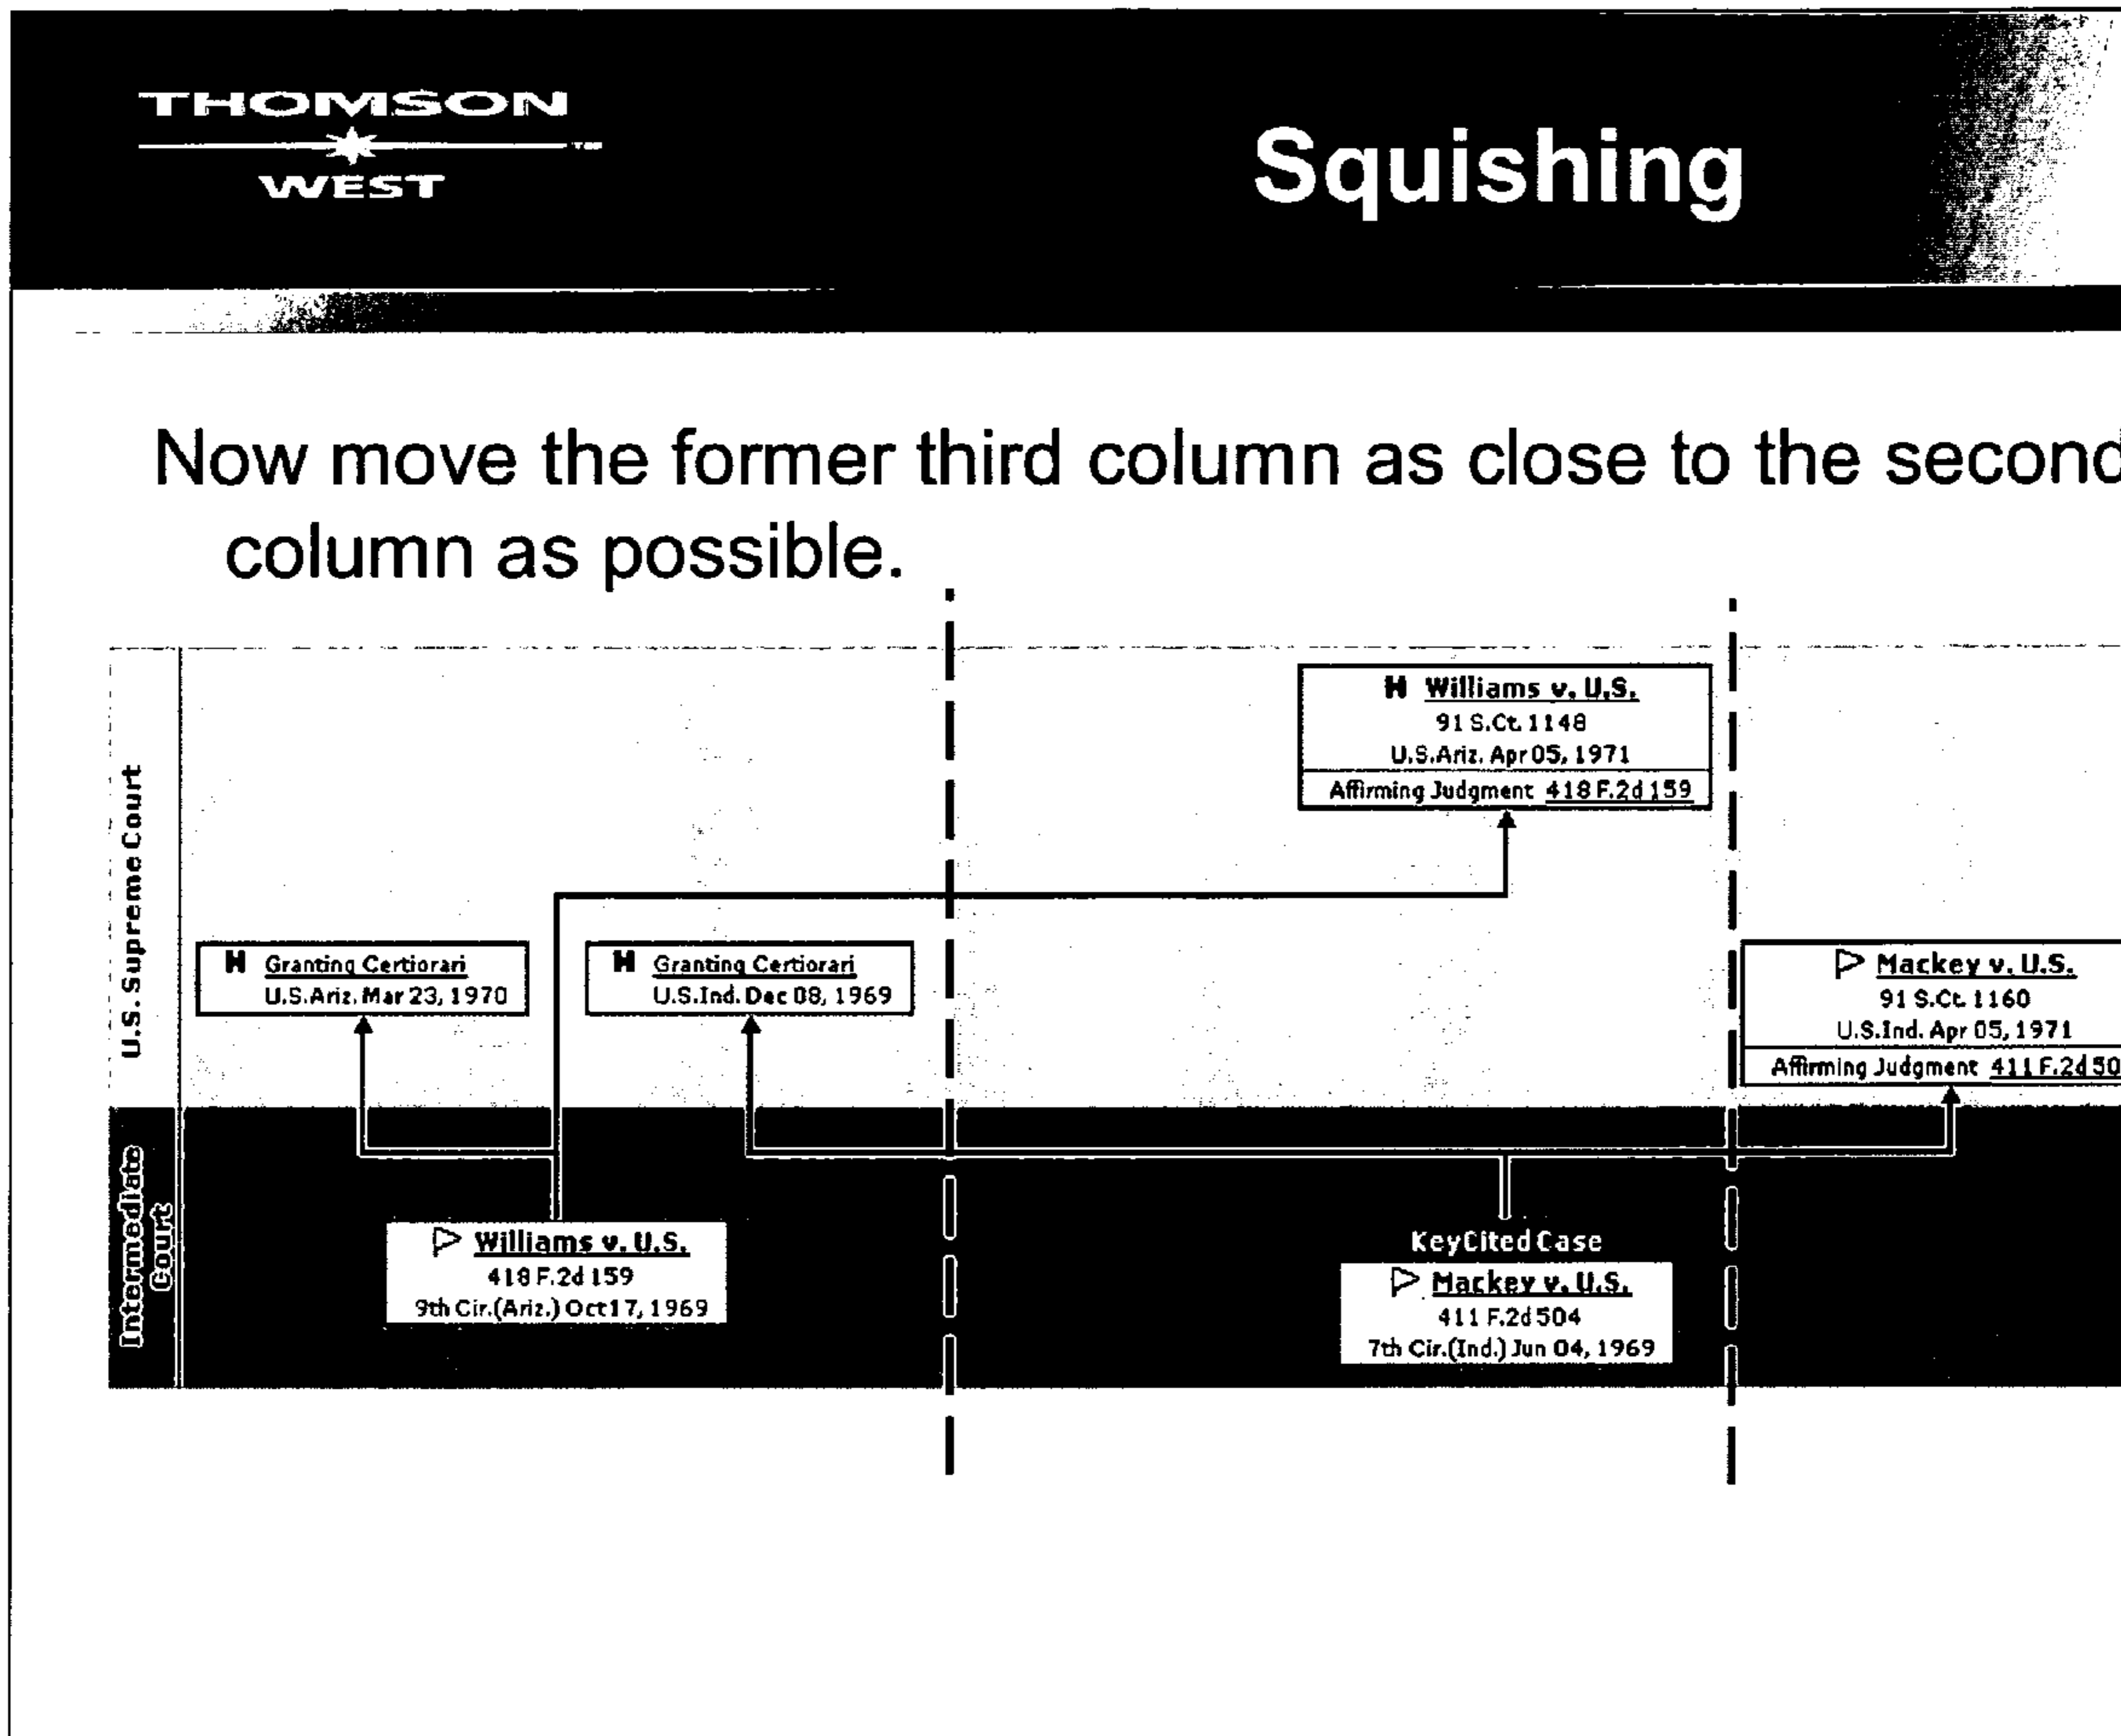 THOMSON
WEST
Squishing
Now move the former third column as close to the second
column as possible.
U.S. Supreme Court
H Williams v. U.S.
91 S.Ct. 1148
U.S.Ariz. Apr 05, 1971
Affirming Judgment 418 F.2d 159
H Granting Certiorari
U.S.Ariz. Mar 23, 1970
H Granting Certiorari
U.S.Ind. Dec 08, 1969
Mackey v. U.S.
91 S.Ct. 1160
U.S.Ind. Apr 05, 1971
Affirming Judgment 411 F.2d 50
Intermediate
Court
Williams v. U.S.
418 F.2d 159
9th Cir.(Ariz.) Oct 17, 1969
KeyCited Case
Mackey v. U.S.
411 F.2d 504
7th Cir.(Ind.) Jun 04, 1969